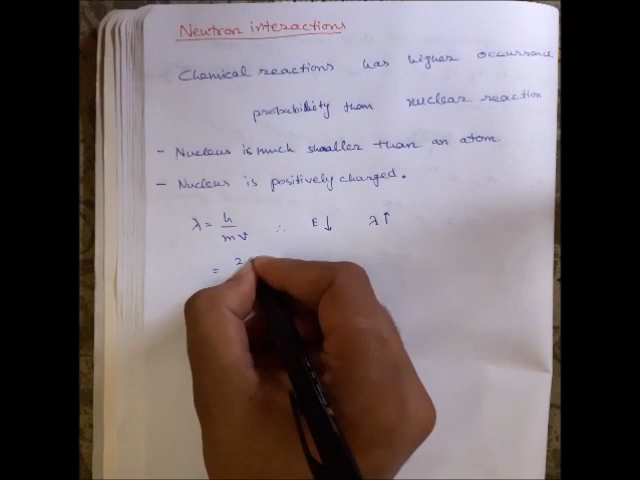 Neutron interactions
Chemical reactions has higher occurrence
probability than nuclear reaction
- Nucleus is much smaller than an atom.
- Nucleus is positively charged.
λ = h / mv ∴ E↓ λ↑
= 2